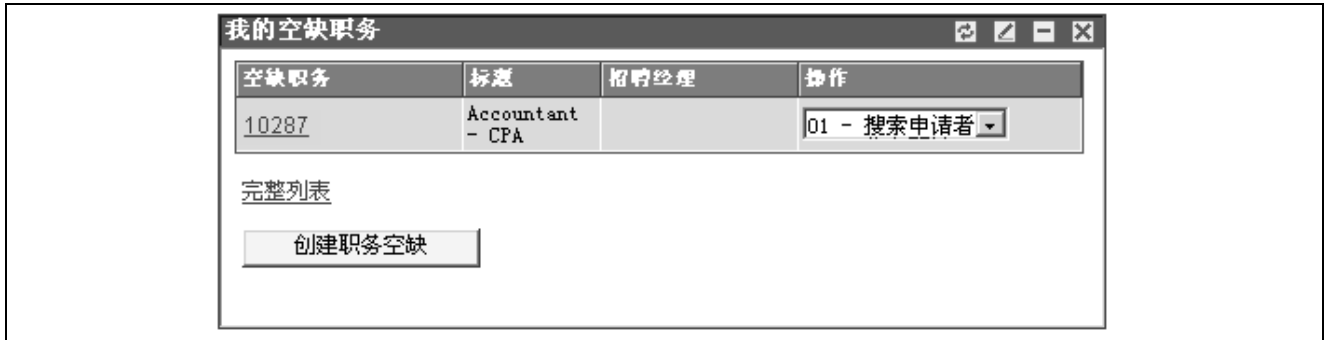 我的空缺职务
空缺职务 标题 招聘经理 操作
10287 Accountant - CPA 01 - 搜索申请者
完整列表
创建职务空缺